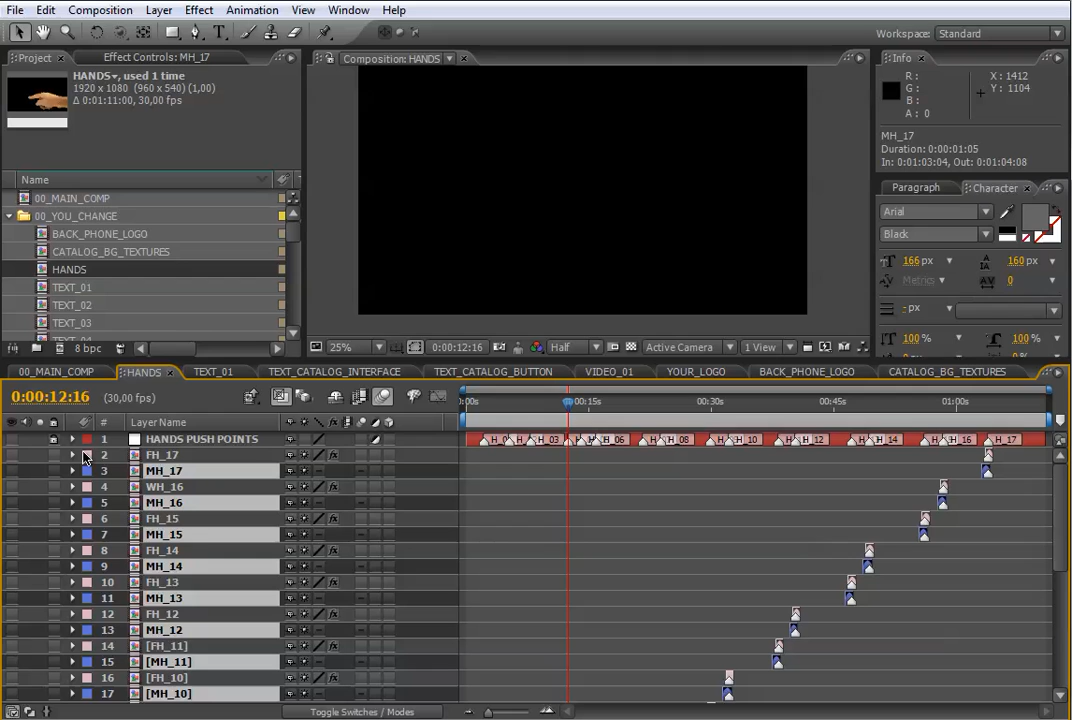 File Edit Composition Layer Effect Animation View Window Help
Workspace: Standard
Project Effect Controls: MH_17
Composition: HANDS
Info
HANDS, used 1 time
1920 x 1080 (960 x 540) (1,00)
Δ 0:01:11:00, 30,00 fps
R :
G :
B :
A : 0
X : 1412
Y : 1104
MH_17
Duration: 0:00:01:05
In: 0:01:03:04, Out: 0:01:04:08
Name
00_MAIN_COMP
00_YOU_CHANGE
BACK_PHONE_LOGO
CATALOG_BG_TEXTURES
HANDS
TEXT_01
TEXT_02
TEXT_03
8 bpc
Paragraph Character
Arial
Black
166 px 160 px
Metrics 0
- px
100 % 100 %
25% 0:00:12:16 Half Active Camera 1 View
00_MAIN_COMP HANDS TEXT_01 TEXT_CATALOG_INTERFACE TEXT_CATALOG_BUTTON VIDEO_01 YOUR_LOGO BACK_PHONE_LOGO CATALOG_BG_TEXTURES
0:00:12:16 (30,00 fps)
:00s 00:15s 00:30s 00:45s 01:00s
# Layer Name
1 HANDS PUSH POINTS
H_03 H_06 H_08 H_10 H_12 H_14 H_16 H_17
2 FH_17
3 MH_17
4 WH_16
5 MH_16
6 FH_15
7 MH_15
8 FH_14
9 MH_14
10 FH_13
11 MH_13
12 FH_12
13 MH_12
14 [FH_11]
15 [MH_11]
16 [FH_10]
17 [MH_10]
Toggle Switches / Modes